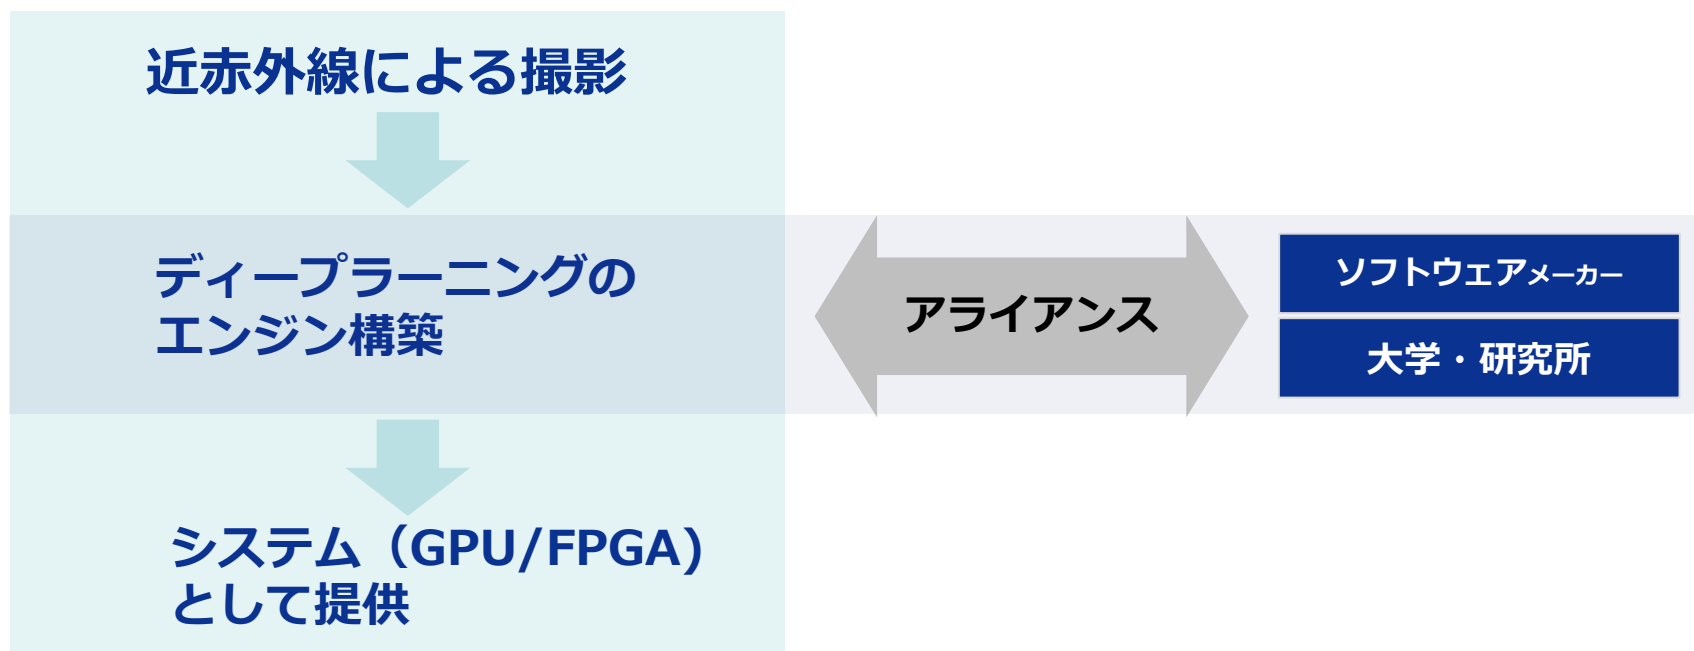 近赤外線による撮影
ディープラーニングの
エンジン構築
アライアンス
ソフトウェアメーカー
大学・研究所
システム（GPU/FPGA）
として提供